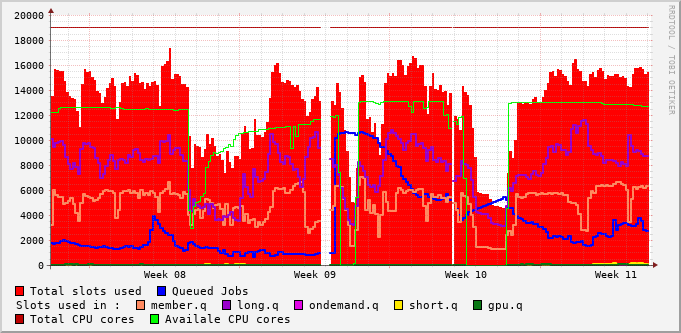 20000
18000
16000
14000
12000
10000
8000
6000
4000
2000
0
Week 08 Week 09 Week 10 Week 11
RRDTOOL / TOBI OETIKER
Total slots used Queued Jobs
Slots used in : member.q long.q ondemand.q short.q gpu.q
Total CPU cores Availale CPU cores